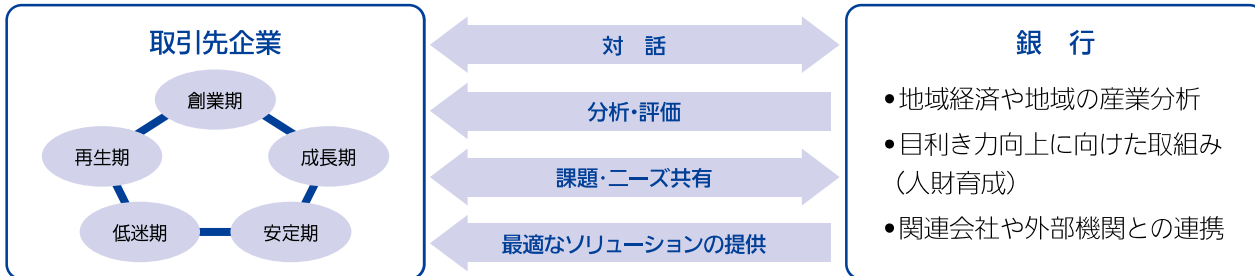 取引先企業
創業期
再生期
成長期
低迷期
安定期
対 話
分析・評価
課題・ニーズ共有
最適なソリューションの提供
銀 行
●地域経済や地域の産業分析
●目利き力向上に向けた取組み
(人財育成)
●関連会社や外部機関との連携